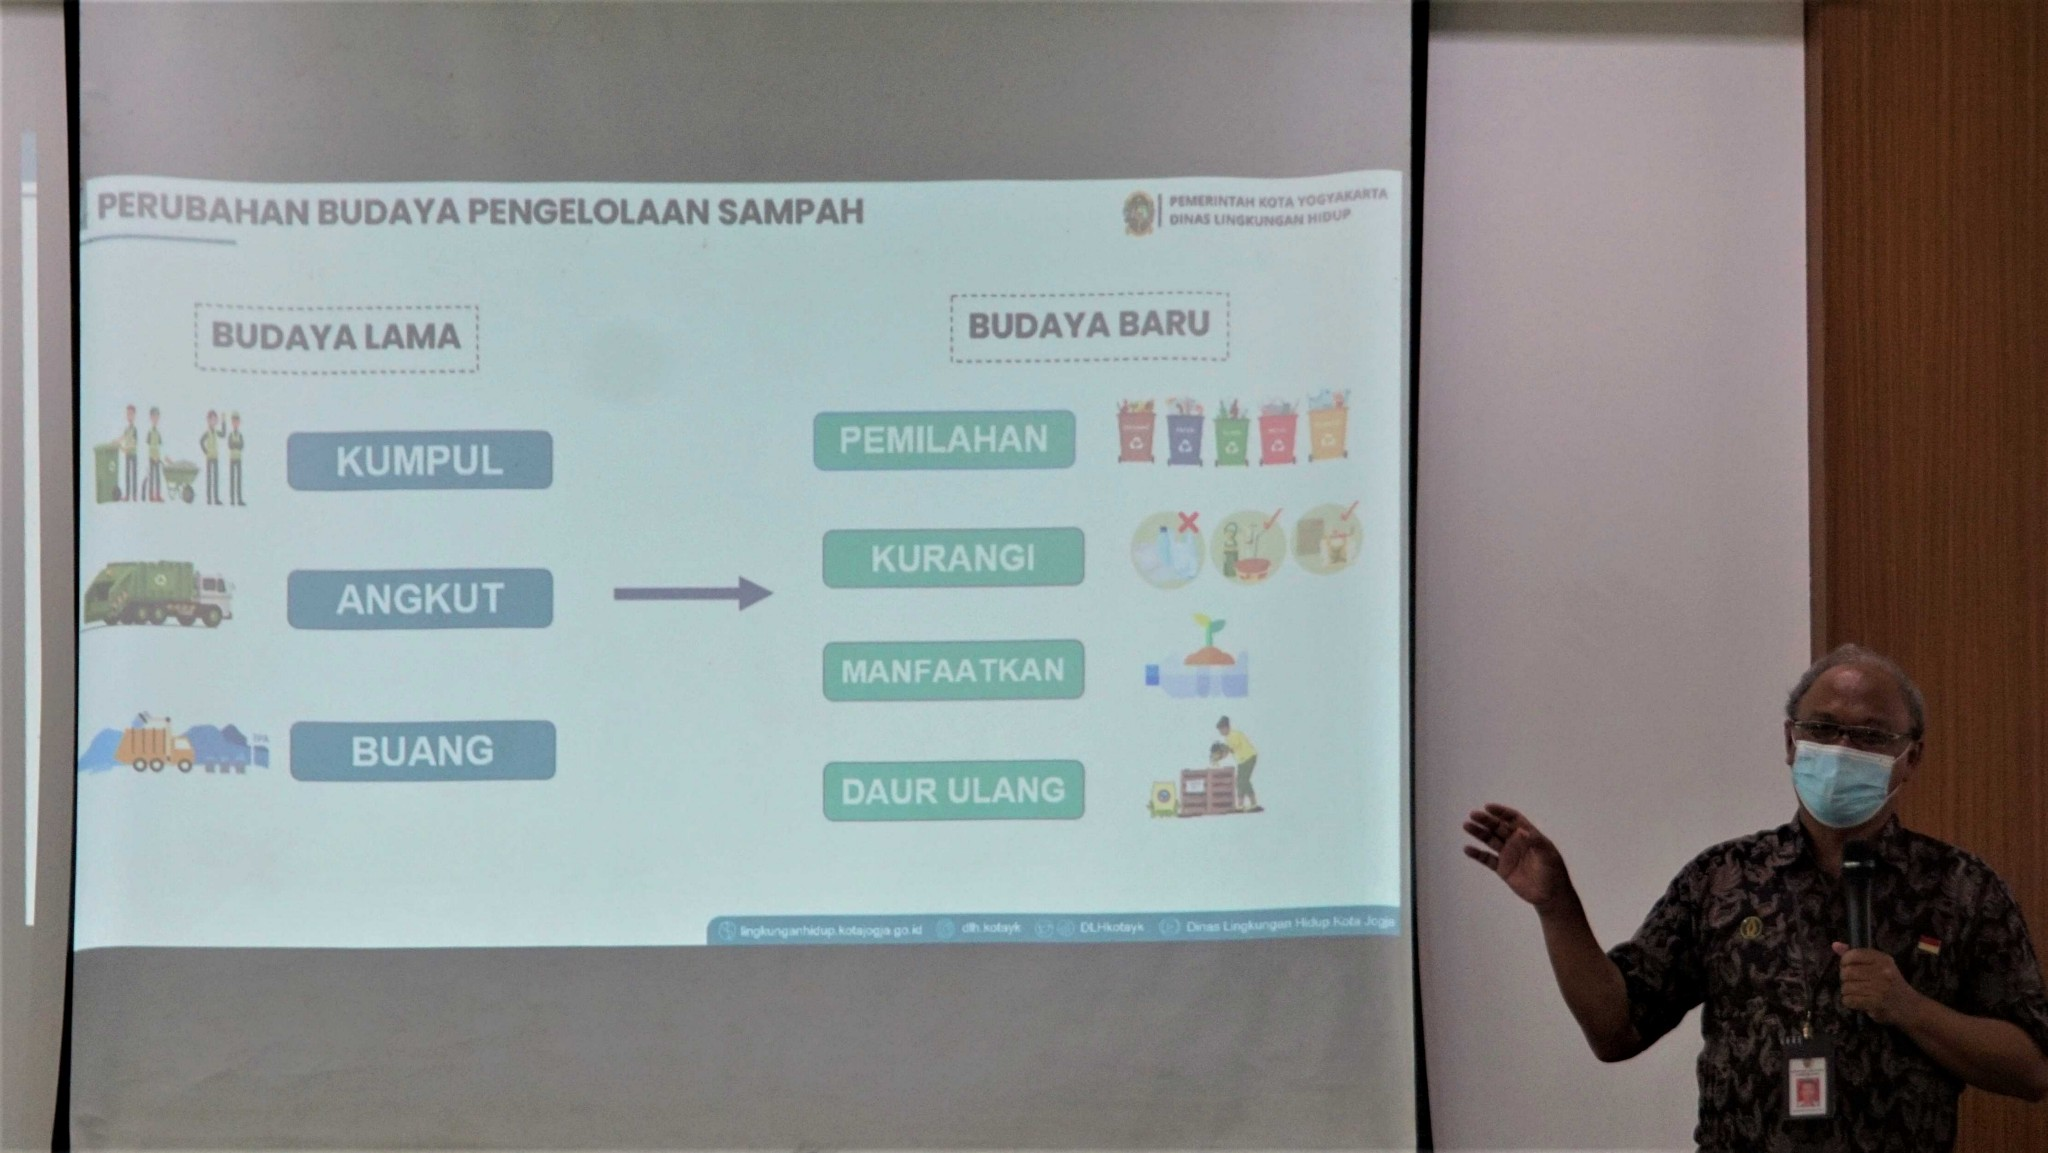 PERUBAHAN BUDAYA PENGELOLAAN SAMPAH
PEMERINTAH KOTA YOGYAKARTA
DINAS LINGKUNGAN HIDUP
BUDAYA LAMA
KUMPUL
ANGKUT
BUANG
TPA
BUDAYA BARU
PEMILAHAN
KURANGI
MANFAATKAN
DAUR ULANG
lingkunganhidup.kotajogja.go.id
dlh.kotayk
DLHkotayk
Dinas Lingkungan Hidup Kota Jogja